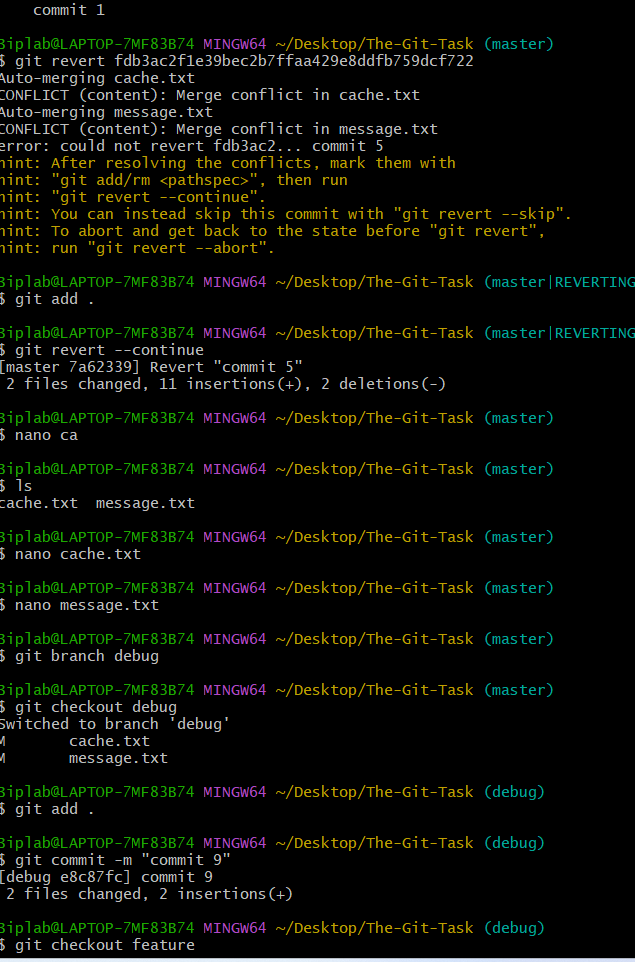 commit 1
Biplab@LAPTOP-7MF83B74 MINGW64 ~/Desktop/The-Git-Task (master)
$ git revert fdb3ac2f1e39bec2b7ffaa429e8ddfb759dcf722
Auto-merging cache.txt
CONFLICT (content): Merge conflict in cache.txt
Auto-merging message.txt
CONFLICT (content): Merge conflict in message.txt
error: could not revert fdb3ac2... commit 5
hint: After resolving the conflicts, mark them with
hint: "git add/rm <pathspec>", then run
hint: "git revert --continue".
hint: You can instead skip this commit with "git revert --skip".
hint: To abort and get back to the state before "git revert",
hint: run "git revert --abort".
Biplab@LAPTOP-7MF83B74 MINGW64 ~/Desktop/The-Git-Task (master|REVERTING
$ git add .
Biplab@LAPTOP-7MF83B74 MINGW64 ~/Desktop/The-Git-Task (master|REVERTING
$ git revert --continue
[master 7a62339] Revert "commit 5"
2 files changed, 11 insertions(+), 2 deletions(-)
Biplab@LAPTOP-7MF83B74 MINGW64 ~/Desktop/The-Git-Task (master)
$ nano ca
Biplab@LAPTOP-7MF83B74 MINGW64 ~/Desktop/The-Git-Task (master)
$ ls
cache.txt  message.txt
Biplab@LAPTOP-7MF83B74 MINGW64 ~/Desktop/The-Git-Task (master)
$ nano cache.txt
Biplab@LAPTOP-7MF83B74 MINGW64 ~/Desktop/The-Git-Task (master)
$ nano message.txt
Biplab@LAPTOP-7MF83B74 MINGW64 ~/Desktop/The-Git-Task (master)
$ git branch debug
Biplab@LAPTOP-7MF83B74 MINGW64 ~/Desktop/The-Git-Task (master)
$ git checkout debug
Switched to branch 'debug'
M       cache.txt
M       message.txt
Biplab@LAPTOP-7MF83B74 MINGW64 ~/Desktop/The-Git-Task (debug)
$ git add .
Biplab@LAPTOP-7MF83B74 MINGW64 ~/Desktop/The-Git-Task (debug)
$ git commit -m "commit 9"
[debug e8c87fc] commit 9
2 files changed, 2 insertions(+)
Biplab@LAPTOP-7MF83B74 MINGW64 ~/Desktop/The-Git-Task (debug)
$ git checkout feature